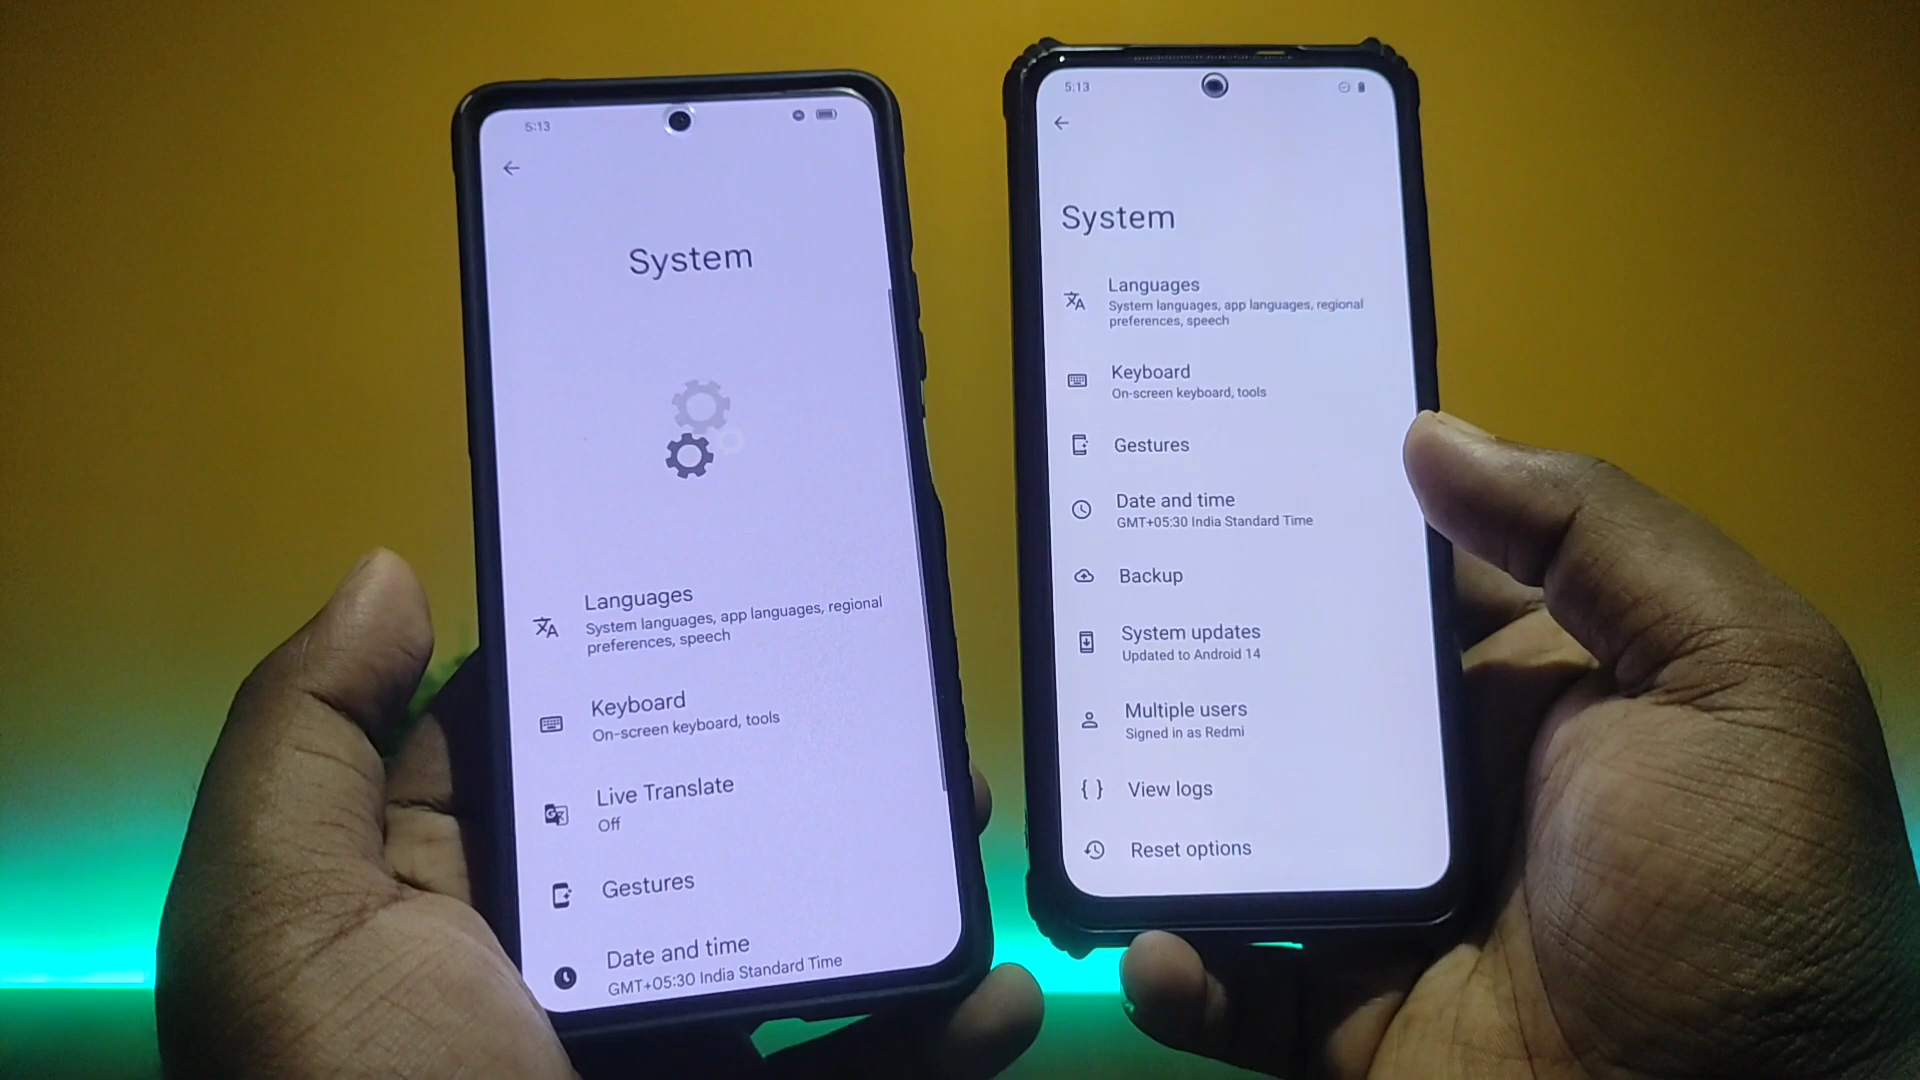 5:13
System
Languages
System languages, app languages, regional
preferences, speech
Keyboard
On-screen keyboard, tools
Live Translate
Off
Gestures
Date and time
GMT+05:30 India Standard Time
5:13
System
Languages
System languages, app languages, regional
preferences, speech
Keyboard
On-screen keyboard, tools
Gestures
Date and time
GMT+05:30 India Standard Time
Backup
System updates
Updated to Android 14
Multiple users
Signed in as Redmi
{ } View logs
Reset options